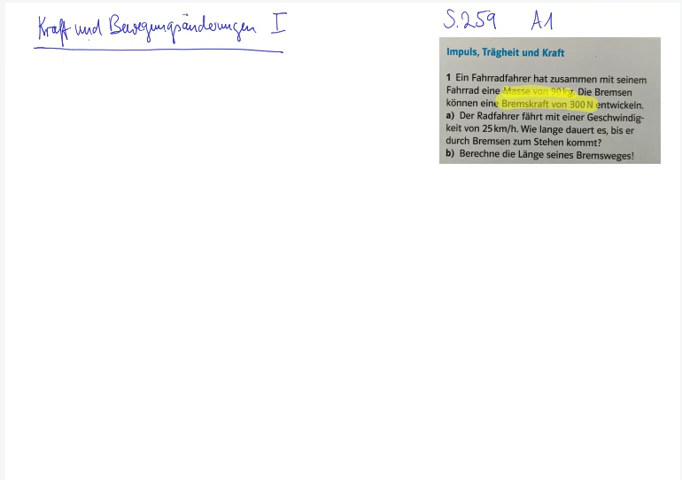 Kraft und Bewegungsänderungen I
S.259 A1
Impuls, Trägheit und Kraft
1 Ein Fahrradfahrer hat zusammen mit seinem
Fahrrad eine Masse von 90 kg. Die Bremsen
können eine Bremskraft von 300 N entwickeln.
a) Der Radfahrer fährt mit einer Geschwindig-
keit von 25 km/h. Wie lange dauert es, bis er
durch Bremsen zum Stehen kommt?
b) Berechne die Länge seines Bremsweges!